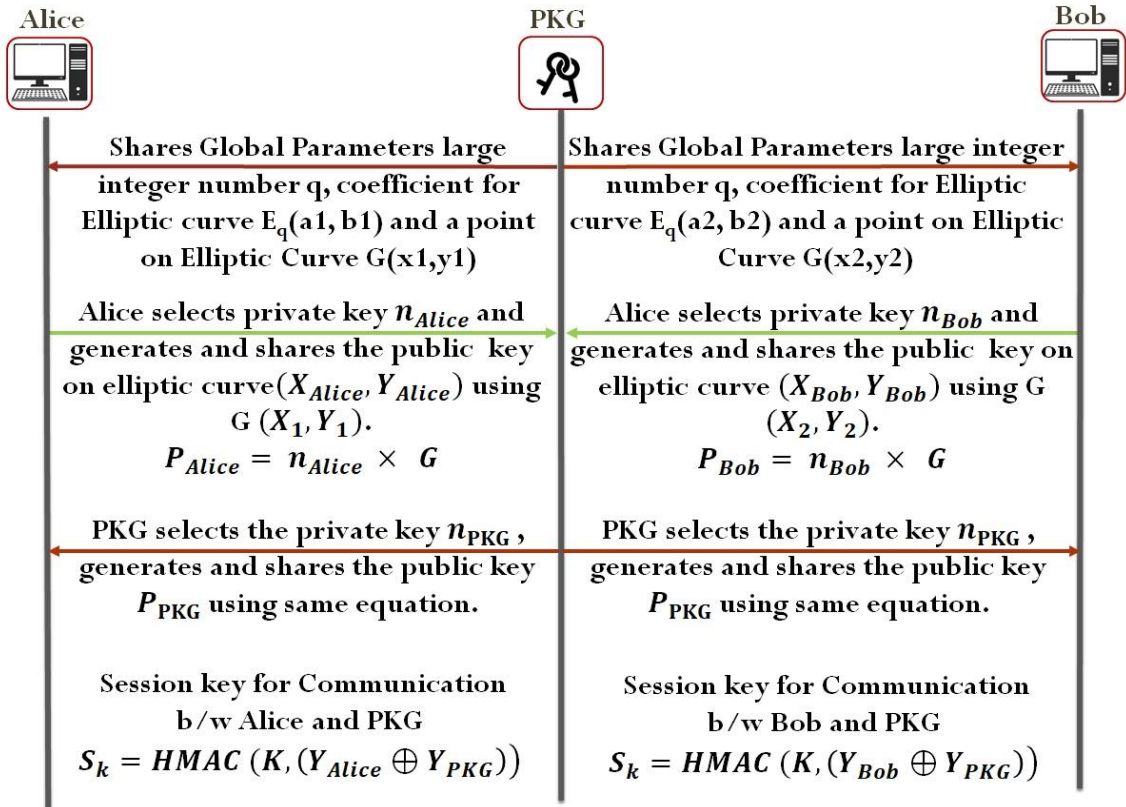 Alice
PKG
Bob
Shares Global Parameters large
integer number q, coefficient for
Elliptic curve E_q(a1, b1) and a point
on Elliptic Curve G(x1,y1)
Shares Global Parameters large integer
number q, coefficient for Elliptic
curve E_q(a2, b2) and a point on Elliptic
Curve G(x2,y2)
Alice selects private key n_Alice and
generates and shares the public key
on elliptic curve(X_Alice, Y_Alice) using
G (X_1, Y_1).
P_Alice = n_Alice × G
Alice selects private key n_Bob and
generates and shares the public key on
elliptic curve (X_Bob, Y_Bob) using G
(X_2, Y_2).
P_Bob = n_Bob × G
PKG selects the private key n_PKG ,
generates and shares the public key
P_PKG using same equation.
PKG selects the private key n_PKG ,
generates and shares the public key
P_PKG using same equation.
Session key for Communication
b/w Alice and PKG
S_k = HMAC (K, (Y_Alice ⊕ Y_PKG))
Session key for Communication
b/w Bob and PKG
S_k = HMAC (K, (Y_Bob ⊕ Y_PKG))